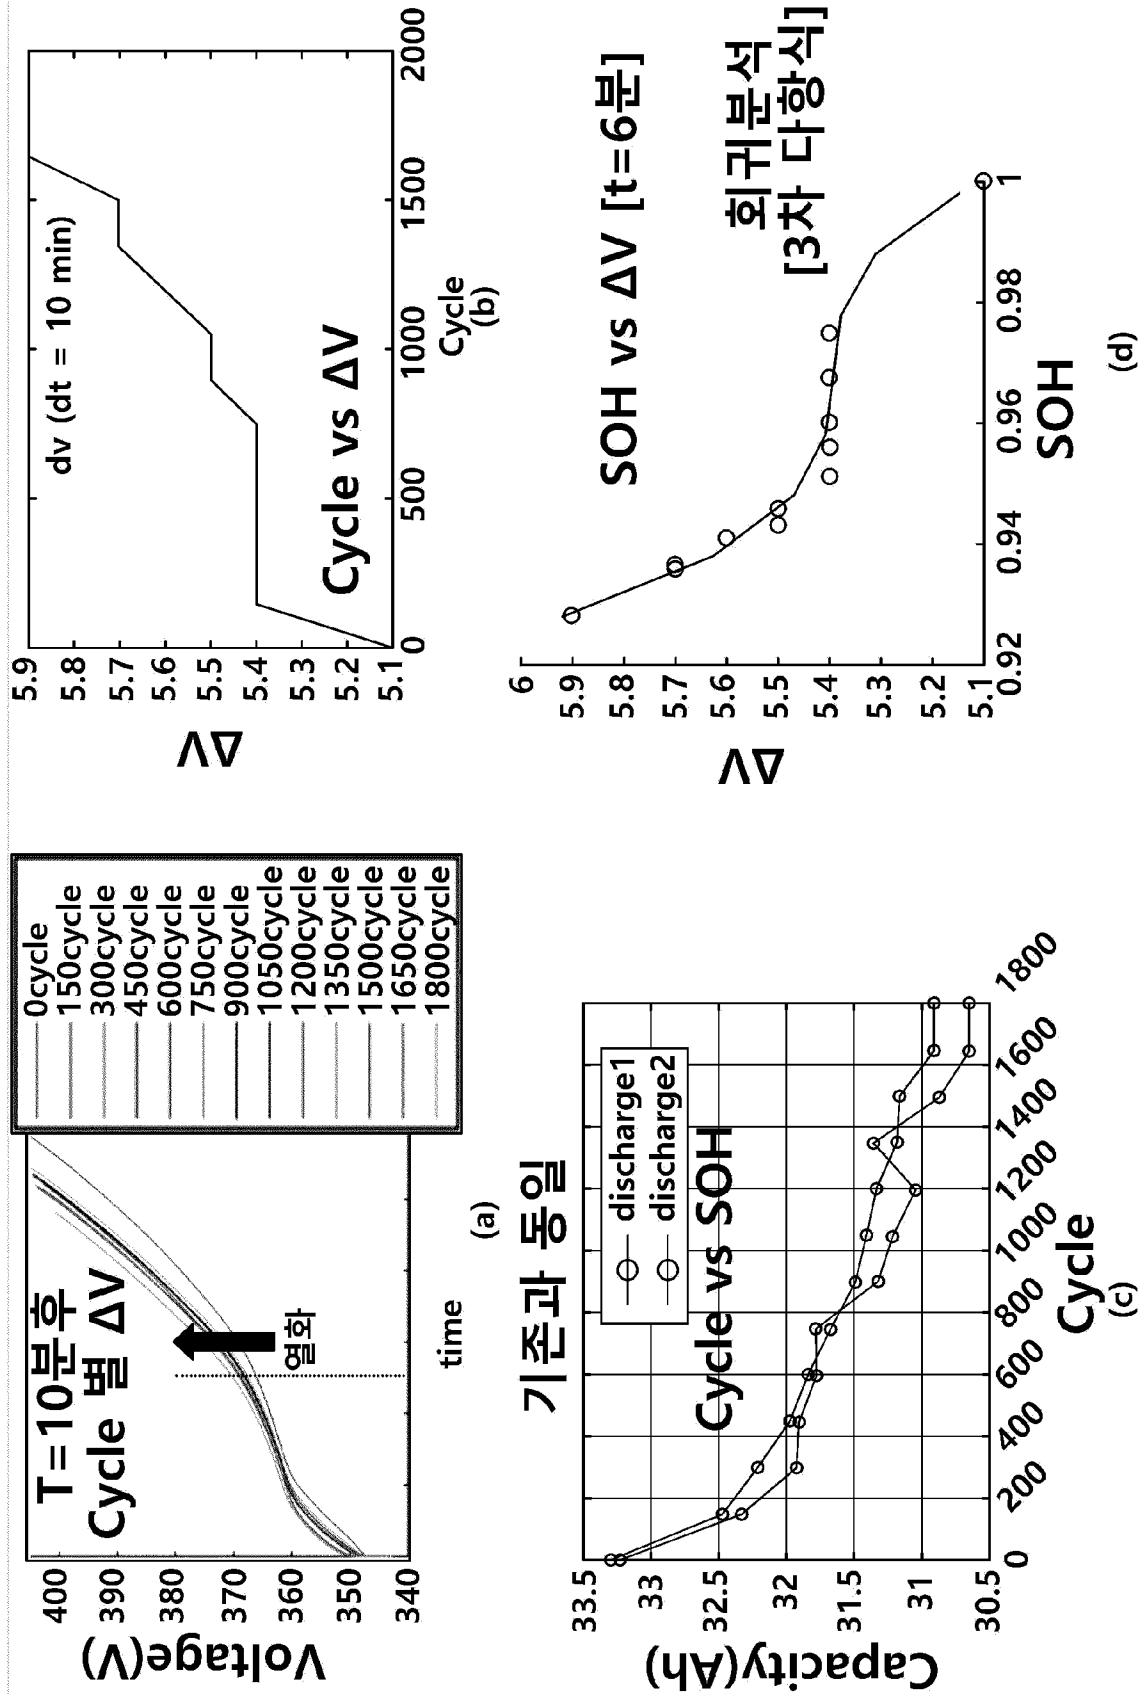 T=10분후
Cycle 별 ΔV
열화
Voltage(V)
400
390
380
370
360
350
340
time
(a)
0cycle
150cycle
300cycle
450cycle
600cycle
750cycle
900cycle
1050cycle
1200cycle
1350cycle
1500cycle
1650cycle
1800cycle
dv (dt = 10 min)
Cycle vs ΔV
ΔV
5.9
5.8
5.7
5.5
5.4
5.2
5.1
0
500
1000
1500
2000
Cycle
(b)
기존과 동일
discharge1
discharge2
Cycle vs SOH
Capacity(Ah)
33.5
33
32.5
32
31.5
31
30.5
0
200
400
600
800
1000
1200
1400
1600
1800
Cycle
(c)
SOH vs ΔV [t=6분]
회귀분석
[3차 다항식]
ΔV
6
5.9
5.8
5.7
5.6
5.5
5.4
5.3
5.2
5.1
0.92
0.94
0.96
0.98
1
SOH
(d)